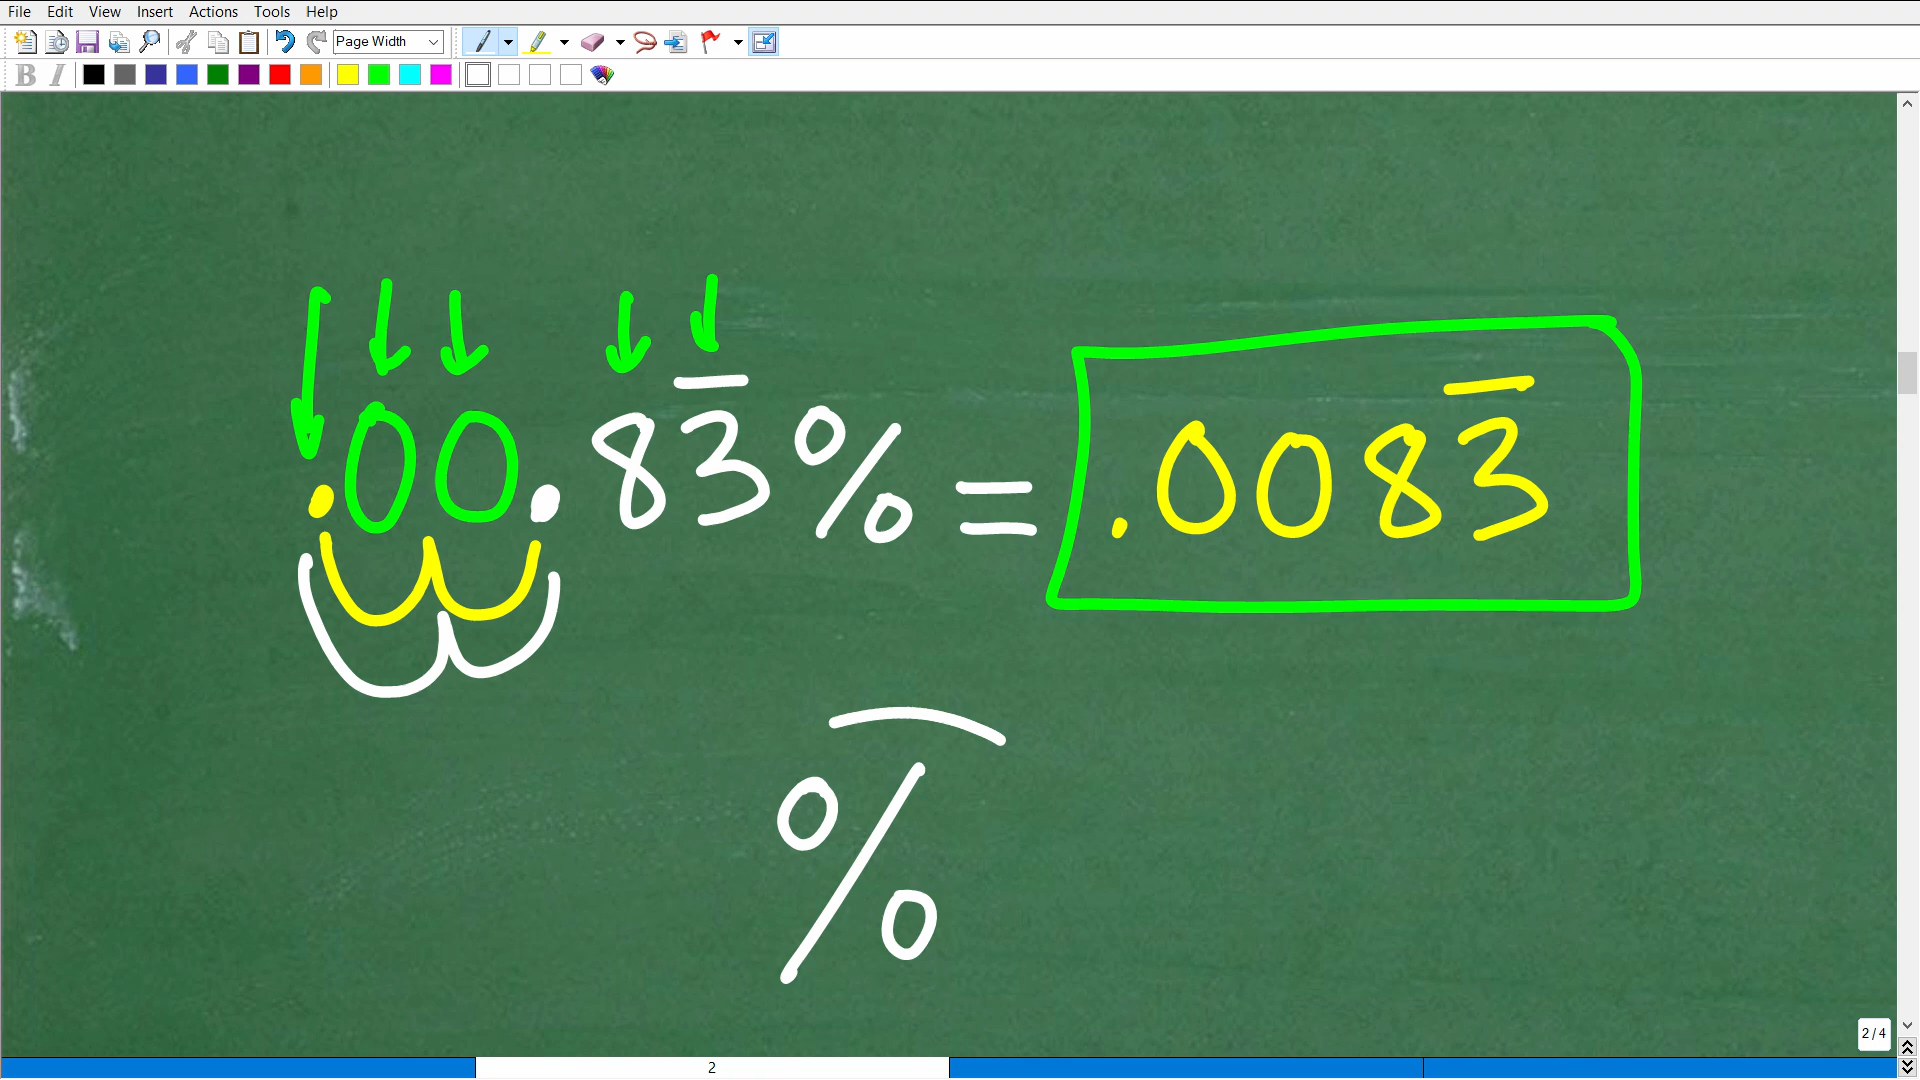 File Edit View Insert Actions Tools Help
Page Width
B I
.00.83̅% = .0083̅
%
2 / 4
2